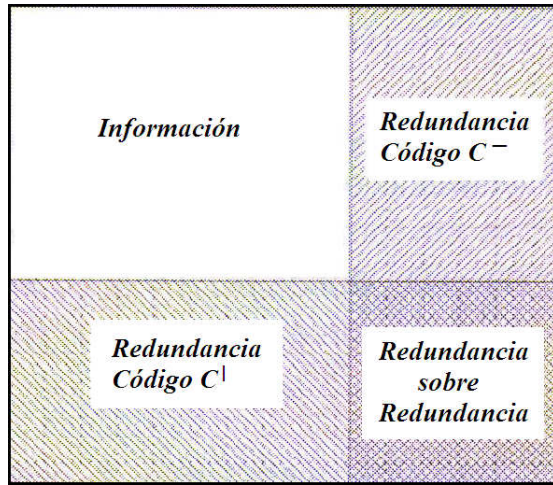 Información
Redundancia
Código C —
Redundancia
Código C |
Redundancia
sobre
Redundancia